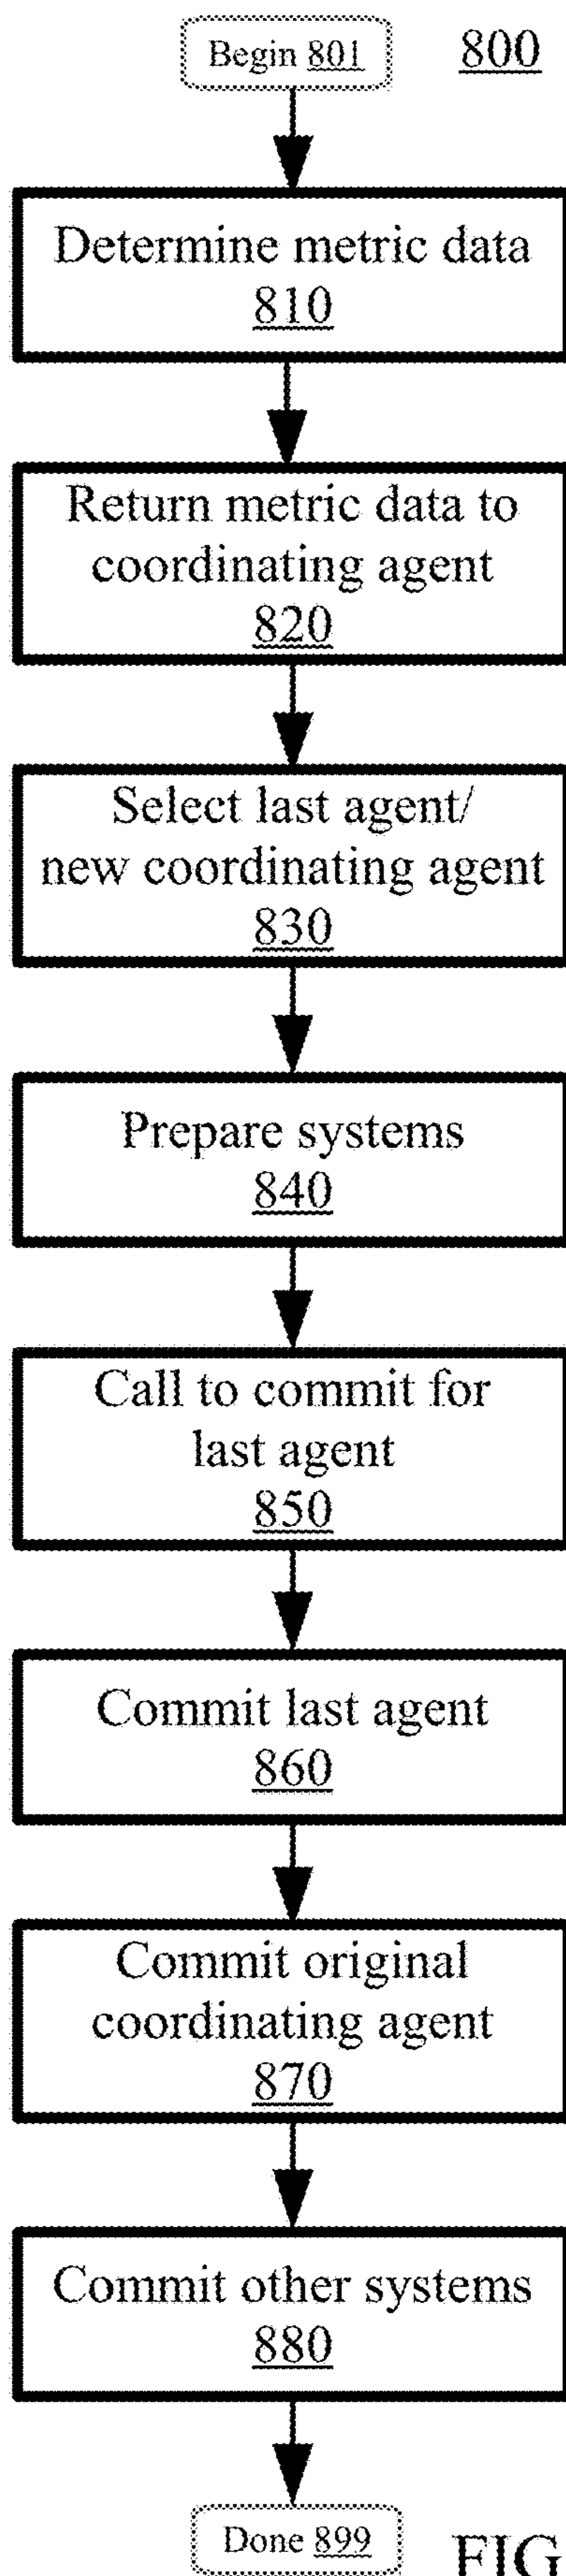 Begin 801
800
Determine metric data
810
Return metric data to
coordinating agent
820
Select last agent/
new coordinating agent
830
Prepare systems
840
Call to commit for
last agent
850
Commit last agent
860
Commit original
coordinating agent
870
Commit other systems
880
Done 899
FIG